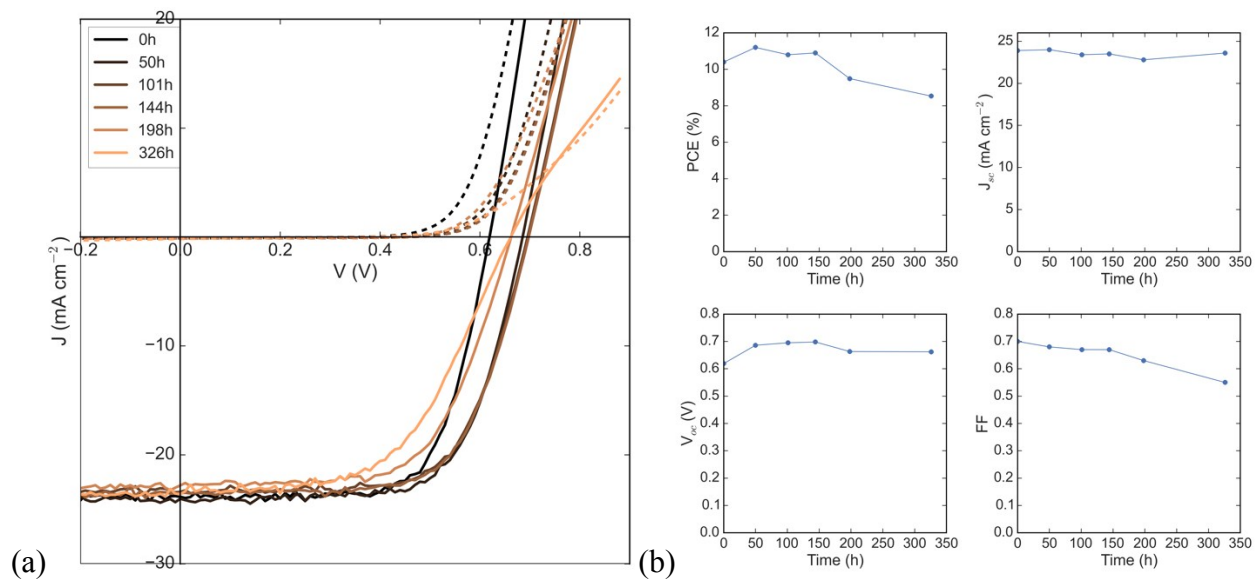 20
0h
50h
101h
144h
198h
326h
−0.2 0.0 0.2 0.4 0.6 0.8
V (V)
J (mA cm⁻²)
−10
−20
−30
(a)
12
10
8
6
4
2
0
PCE (%)
0 50 100 150 200 250 300 350
Time (h)
25
20
15
10
5
0
J_sc (mA cm⁻²)
0 50 100 150 200 250 300 350
Time (h)
0.8
0.7
0.6
0.5
0.4
0.3
0.2
0.1
0.0
V_oc (V)
0 50 100 150 200 250 300 350
Time (h)
0.8
0.7
0.6
0.5
0.4
0.3
0.2
0.1
0.0
FF
0 50 100 150 200 250 300 350
Time (h)
(b)